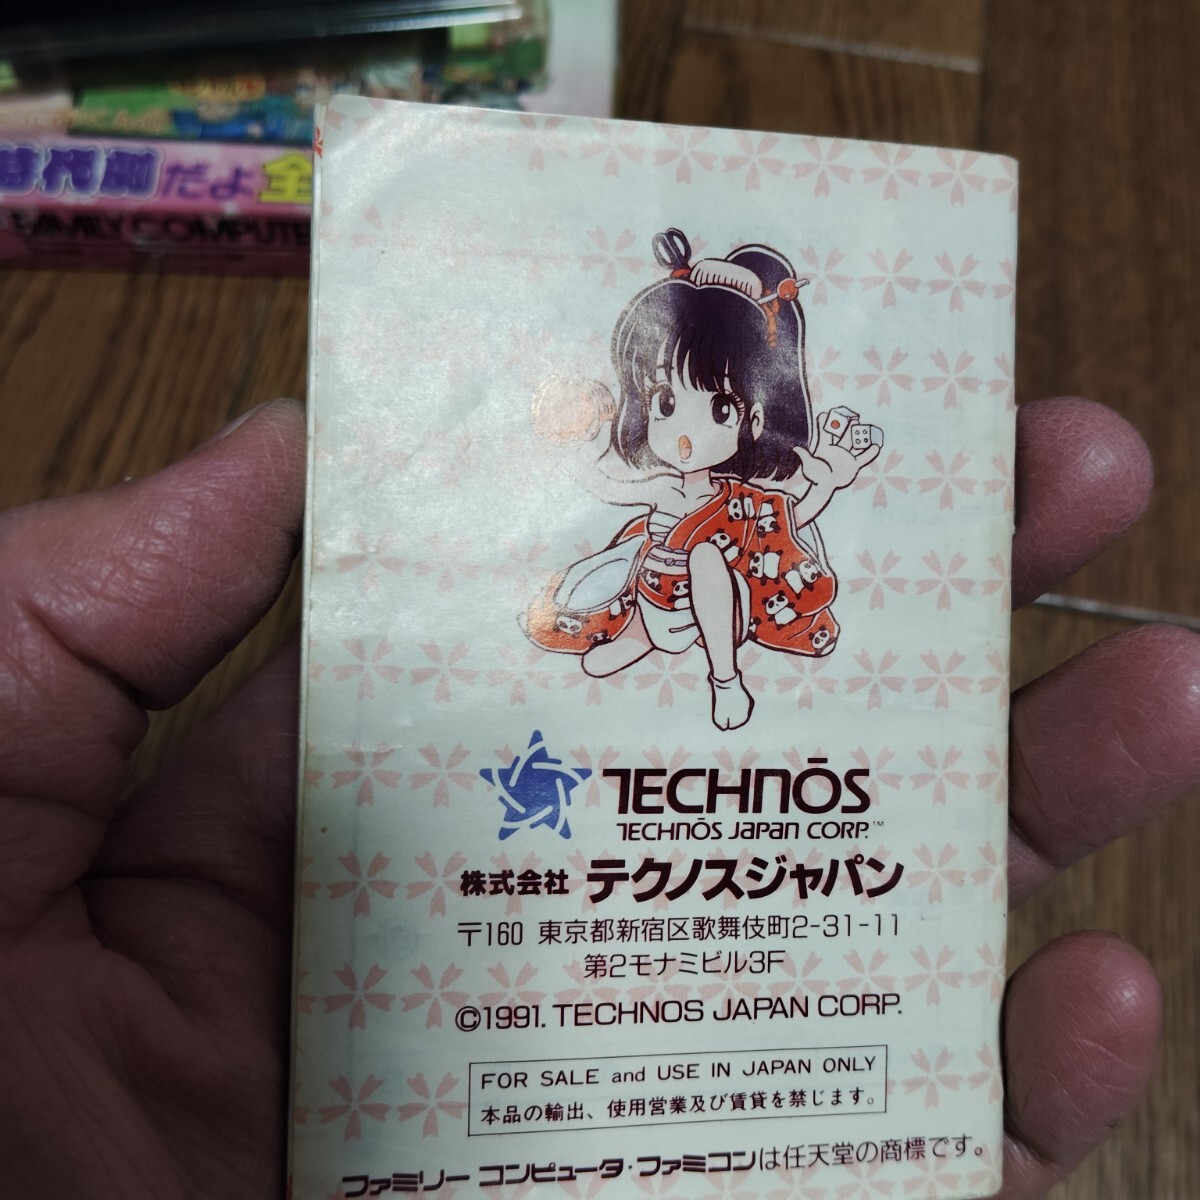 時代劇だよ全
FAMILY COMPUTE
TECHNŌS
TECHNŌS JAPAN CORP.™
株式会社 テクノスジャパン
〒160 東京都新宿区歌舞伎町2-31-11
第2モナミビル3F
©1991. TECHNOS JAPAN CORP.
FOR SALE and USE IN JAPAN ONLY
本品の輸出、使用営業及び賃貸を禁じます。
ファミリーコンピュータ・ファミコンは任天堂の商標です。